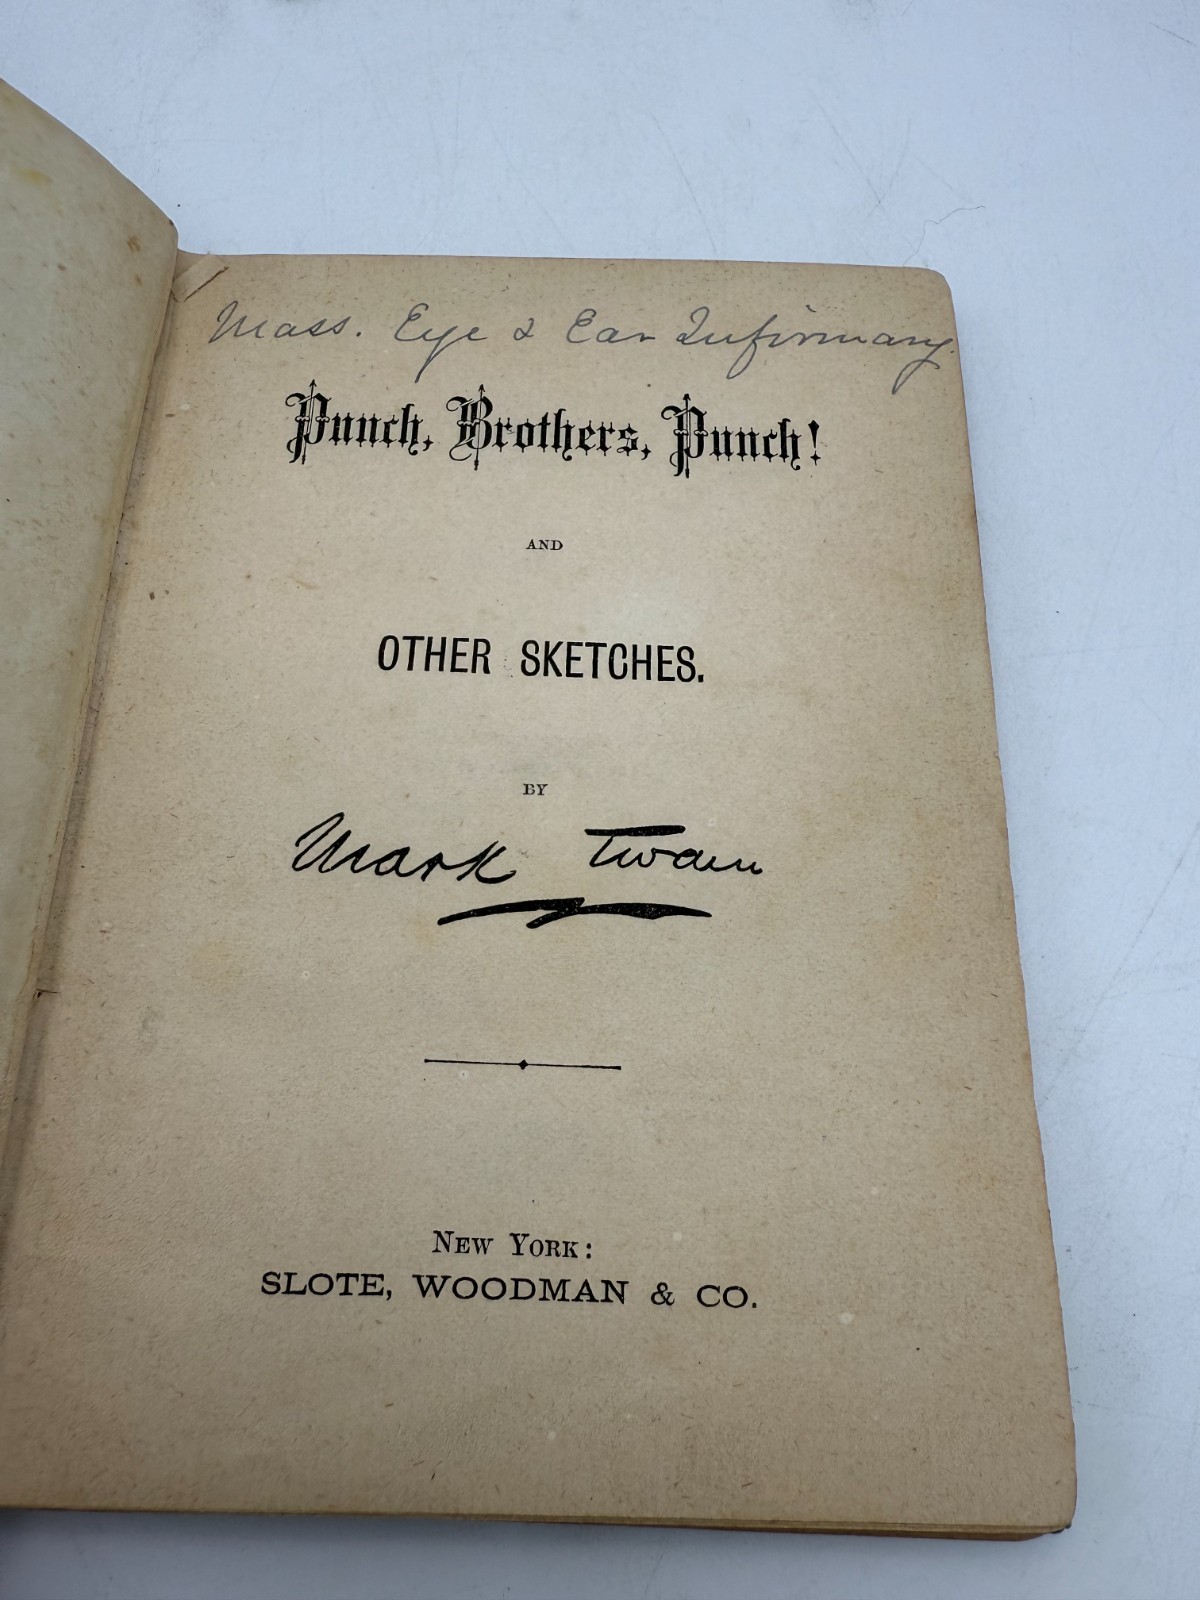 Mass. Eye & Ear Infirmary.
Punch, Brothers, Punch!
AND
OTHER SKETCHES.
BY
Mark Twain
NEW YORK:
SLOTE, WOODMAN & CO.